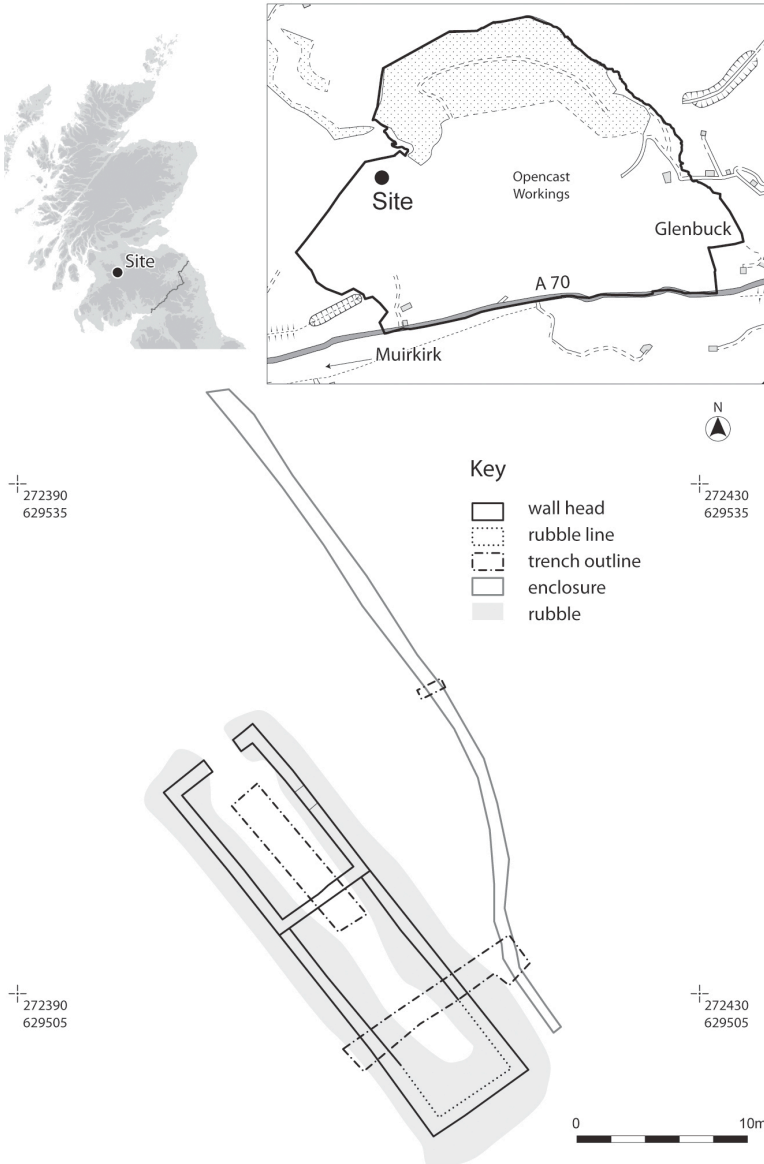 Site
Site
Opencast
Workings
Glenbuck
A 70
Muirkirk
N
272390
629535
272430
629535
Key
wall head
rubble line
trench outline
enclosure
rubble
272390
629505
272430
629505
0 10m